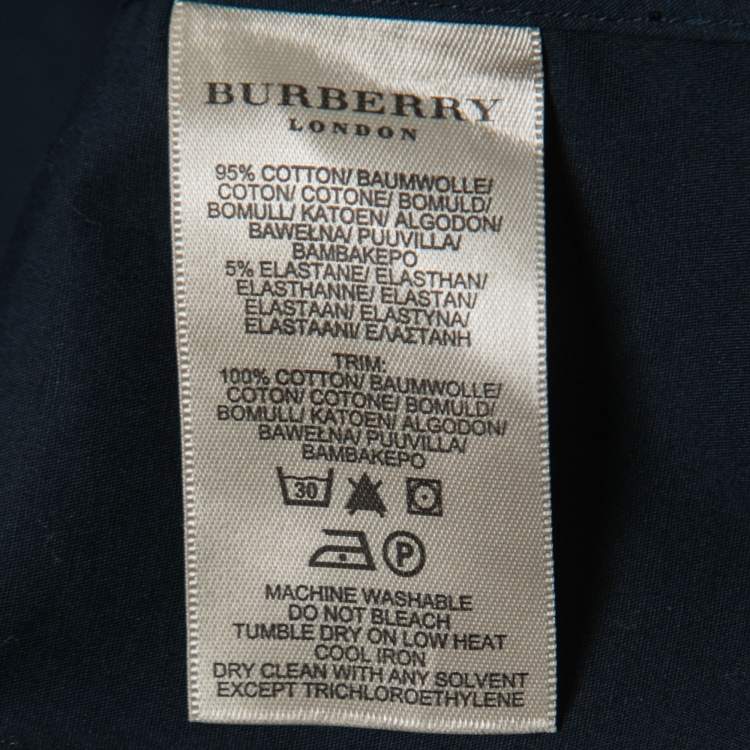 BURBERRY
LONDON
95% COTTON/ BAUMWOLLE/
COTON/ COTONE/ BOMULD/
BOMULL/ KATOEN/ ALGODON/
BAWEŁNA/ PUUVILLA/
BAMBAKEPO
5% ELASTANE/ ELASTHAN/
ELASTHANNE/ ELASTAN/
ELASTAAN/ ELASTYNA/
ELASTAANI/ ΕΛΑΣΤΑΝΗ
TRIM:
100% COTTON/ BAUMWOLLE/
COTON/ COTONE/ BOMULD/
BOMULL/ KATOEN/ ALGODON/
BAWEŁNA/ PUUVILLA/
BAMBAKEPO
30
P
MACHINE WASHABLE
DO NOT BLEACH
TUMBLE DRY ON LOW HEAT
COOL IRON
DRY CLEAN WITH ANY SOLVENT
EXCEPT TRICHLOROETHYLENE